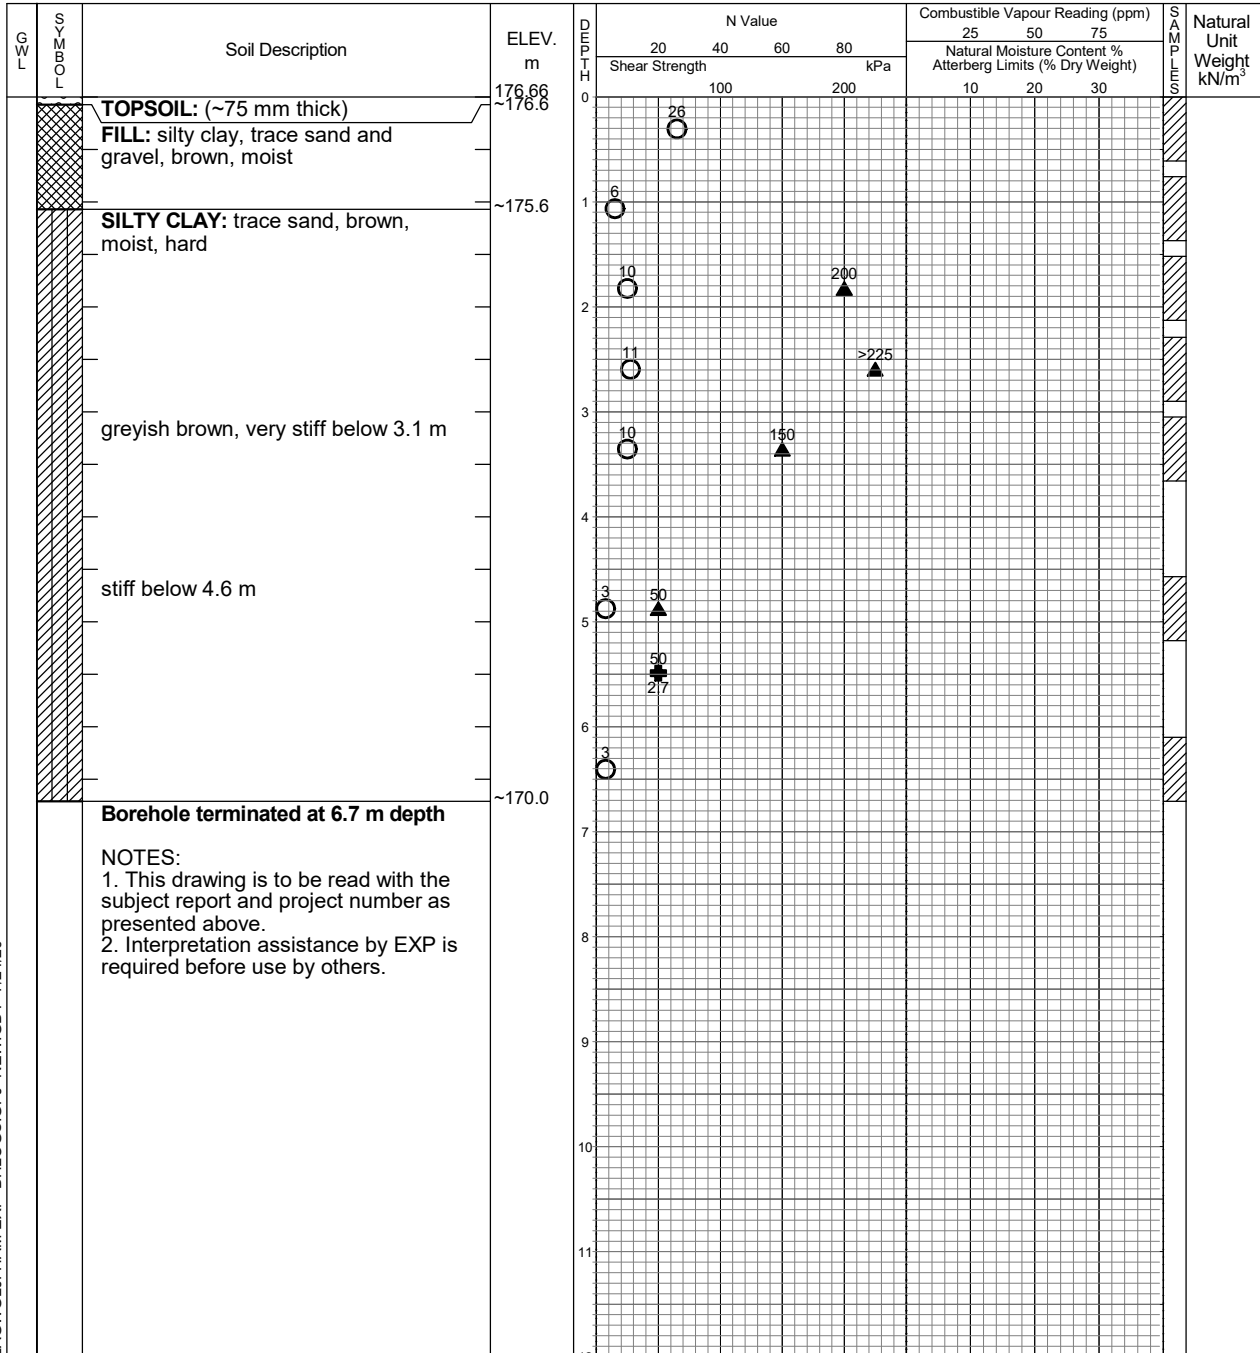 GWL
SYMBOL
Soil Description
ELEV.
m
DEPTH
N Value
20 40 60 80
Shear Strength kPa
100 200
Combustible Vapour Reading (ppm)
25 50 75
Natural Moisture Content %
Atterberg Limits (% Dry Weight)
10 20 30
SAMPLES
Natural
Unit
Weight
kN/m³
176.66
0
TOPSOIL: (~75 mm thick)
~176.6
26
FILL: silty clay, trace sand and
gravel, brown, moist
6
1
~175.6
SILTY CLAY: trace sand, brown,
moist, hard
10 200
2
11 >225
3
greyish brown, very stiff below 3.1 m
10 150
4
stiff below 4.6 m
3 50
5
50
2.7
6
3
~170.0
Borehole terminated at 6.7 m depth
7
NOTES:
1. This drawing is to be read with the
subject report and project number as
presented above.
2. Interpretation assistance by EXP is
required before use by others.
8
9
10
11